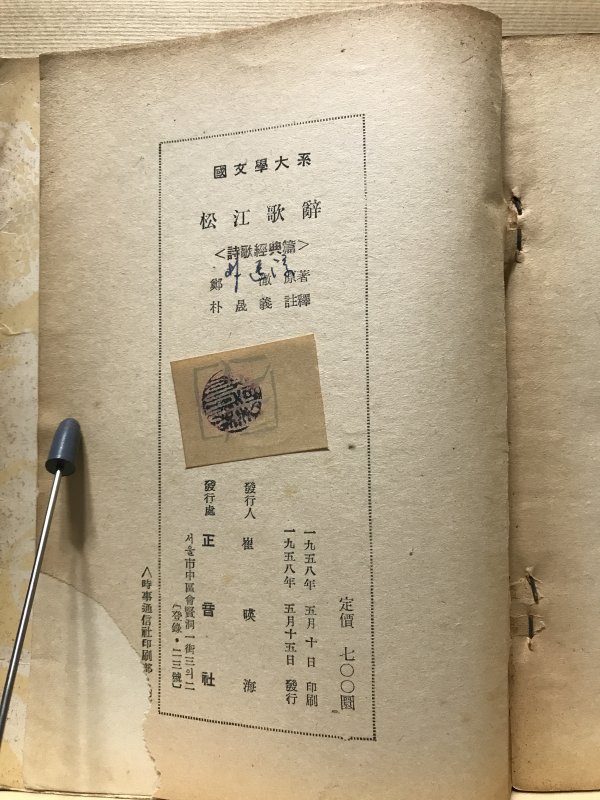 國文學大系
松江歌辭
<詩歌經典篇>
鄭澈原著
朴晟義註釋
定價 七〇〇圜
一九五八年 五月十日 印刷
一九五八年 五月十五日 發行
發行人 崔暎海
發行處 正音社
서울市中區會賢洞一街三의二
〔登錄·二三號〕
時事通信社印刷